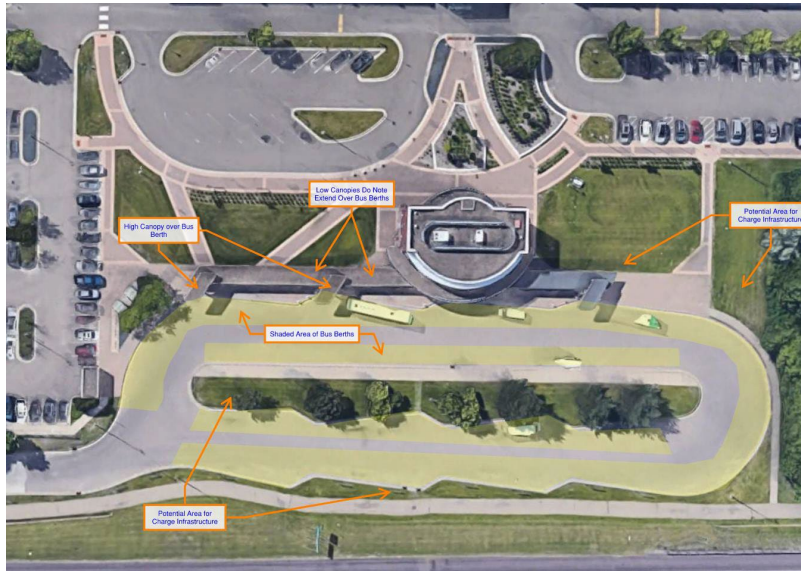 Low Canopies Do Note
Extend Over Bus Berths
High Canopy over Bus
Berth
Potential Area for
Charge Infrastructure
Shaded Area of Bus Berths
Potential Area for
Charge Infrastructure